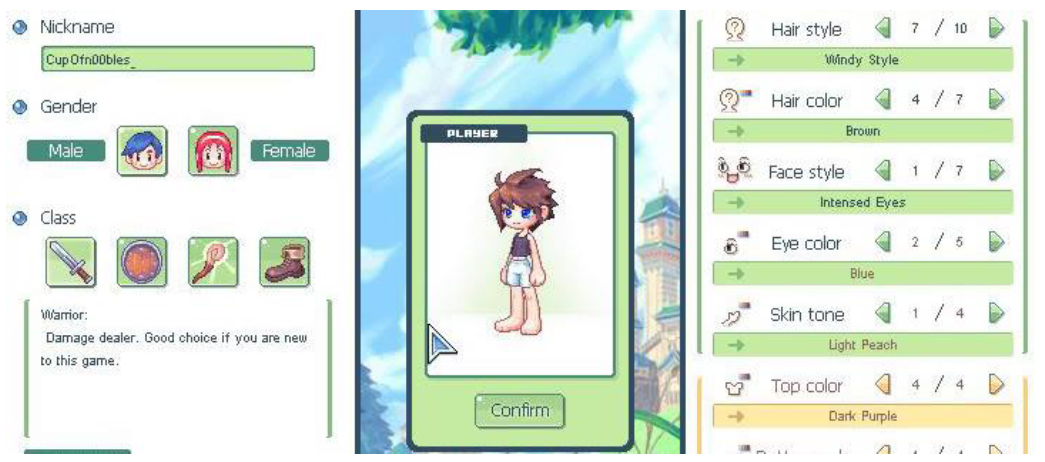 Nickname
Cup0fn00bles_
Gender
Male
Female
Class
Warrior:
Damage dealer. Good choice if you are new
to this game.
PLAYER
Confirm
Hair style 7 / 10
Windy Style
Hair color 4 / 7
Brown
Face style 1 / 7
Intensed Eyes
Eye color 2 / 5
Blue
Skin tone 1 / 4
Light Peach
Top color 4 / 4
Dark Purple